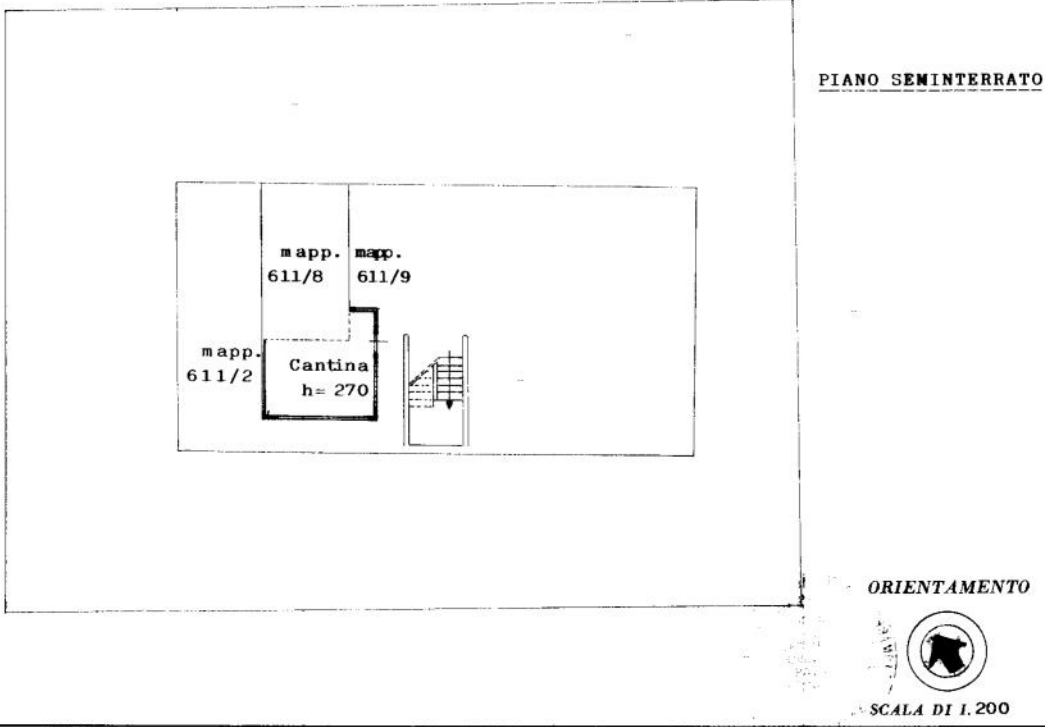 PIANO SEMINTERRATO
mapp.
611/8
mapp.
611/9
mapp.
611/2
Cantina
h= 270
ORIENTAMENTO
SCALA DI 1.200